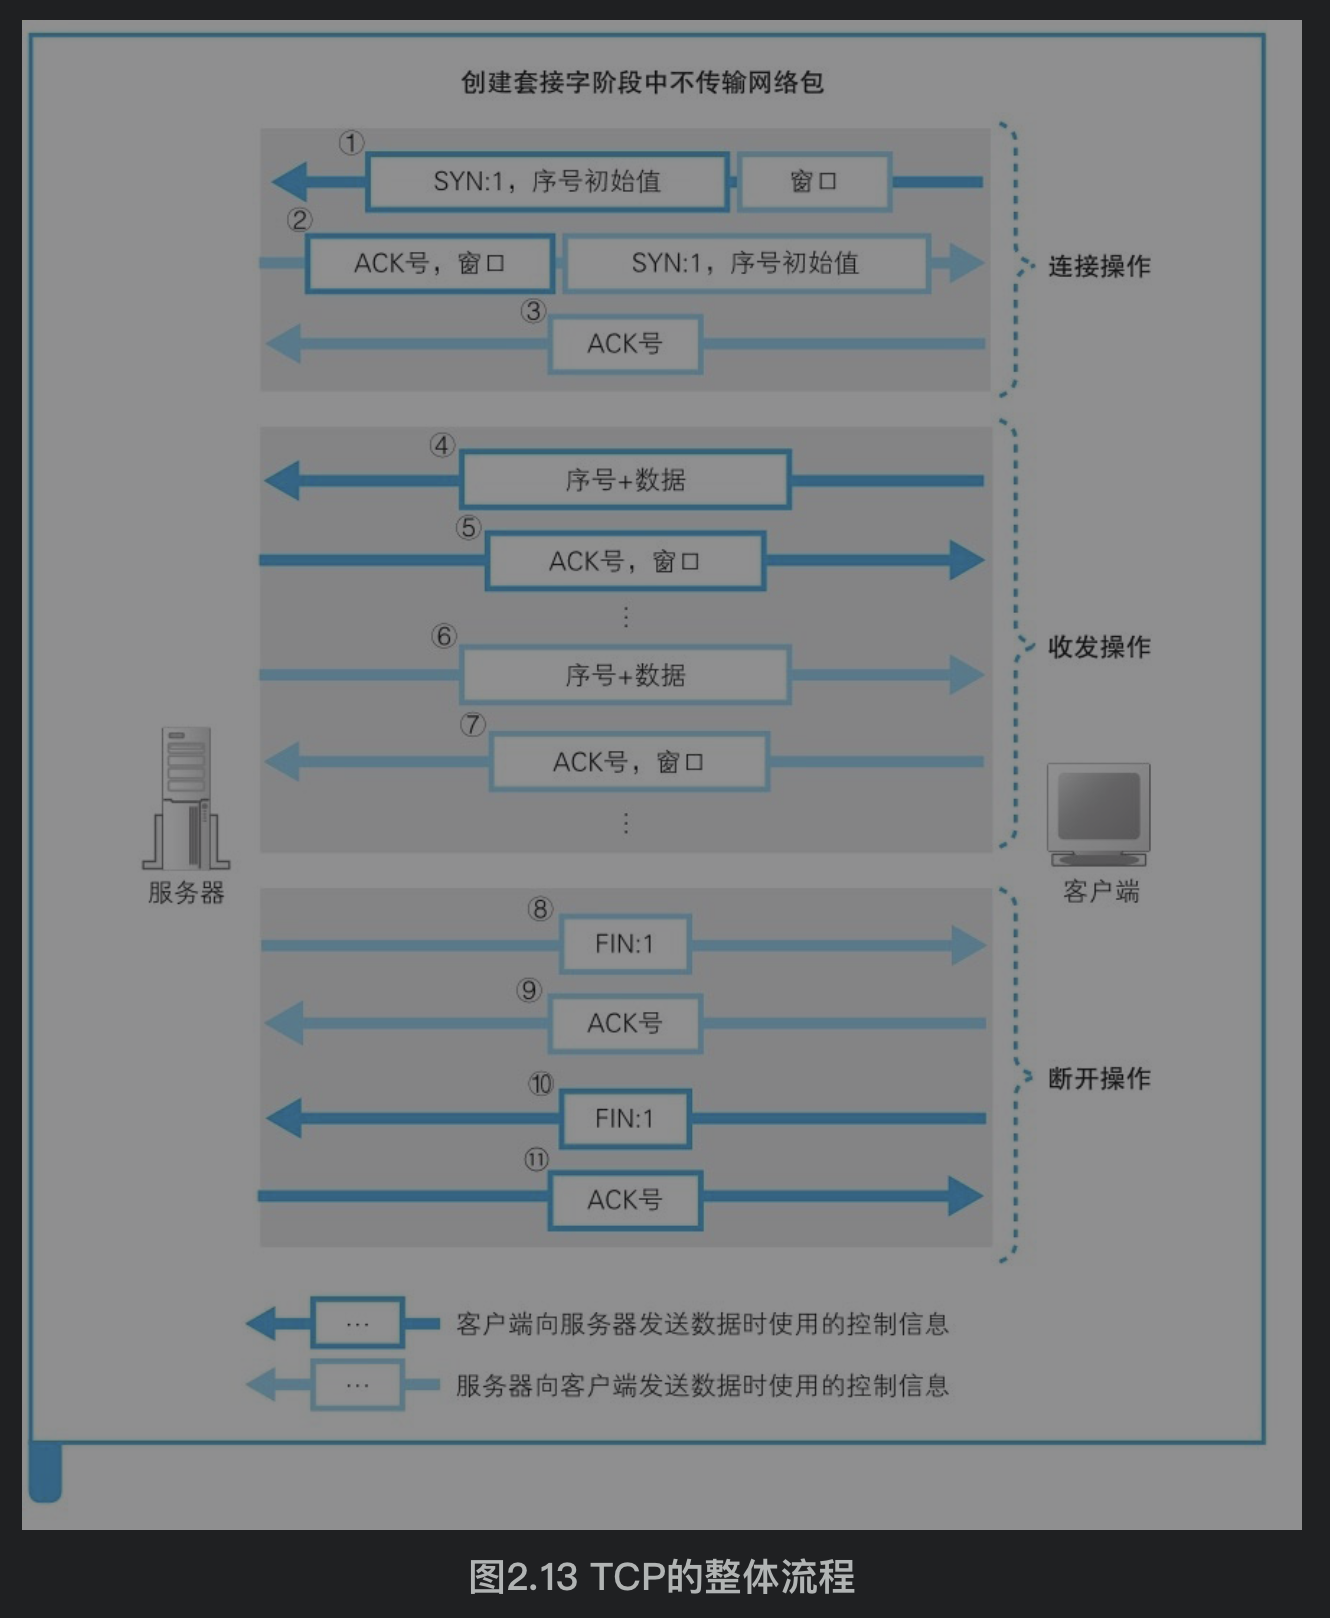 创建套接字阶段中不传输网络包
①
SYN:1，序号初始值
窗口
②
ACK号，窗口
SYN:1，序号初始值
③
ACK号
连接操作
④
序号+数据
⑤
ACK号，窗口
⋮
⑥
序号+数据
⑦
ACK号，窗口
⋮
收发操作
服务器
客户端
⑧
FIN:1
⑨
ACK号
⑩
FIN:1
⑪
ACK号
断开操作
…
客户端向服务器发送数据时使用的控制信息
…
服务器向客户端发送数据时使用的控制信息
图2.13 TCP的整体流程